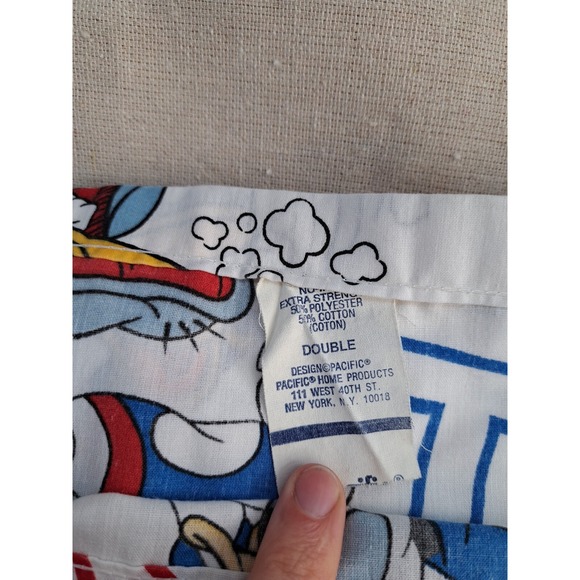 EXTRA STRENG
50% POLYESTER
50% COTTON
(COTON)
DOUBLE
DESIGN©PACIFIC®
PACIFIC® HOME PRODUCTS
111 WEST 40TH ST.
NEW YORK, N.Y. 10018